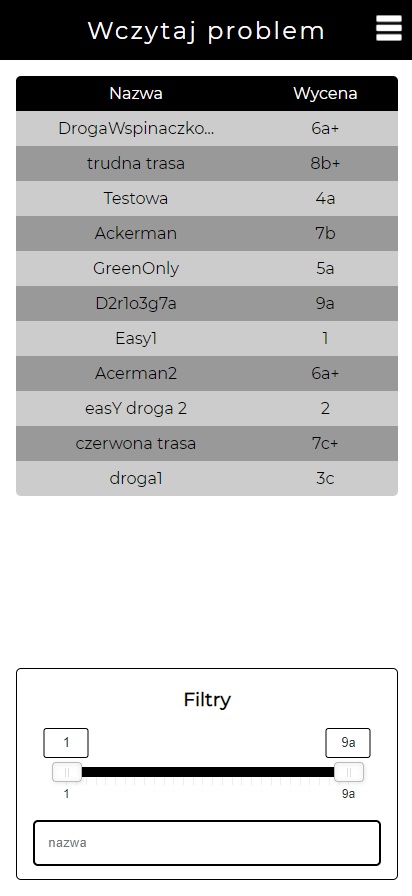 Wczytaj problem
Nazwa Wycena
DrogaWspinaczko... 6a+
trudna trasa 8b+
Testowa 4a
Ackerman 7b
GreenOnly 5a
D2r1o3g7a 9a
Easy1 1
Acerman2 6a+
easY droga 2 2
czerwona trasa 7c+
droga1 3c
Filtry
1 9a
1 9a
nazwa